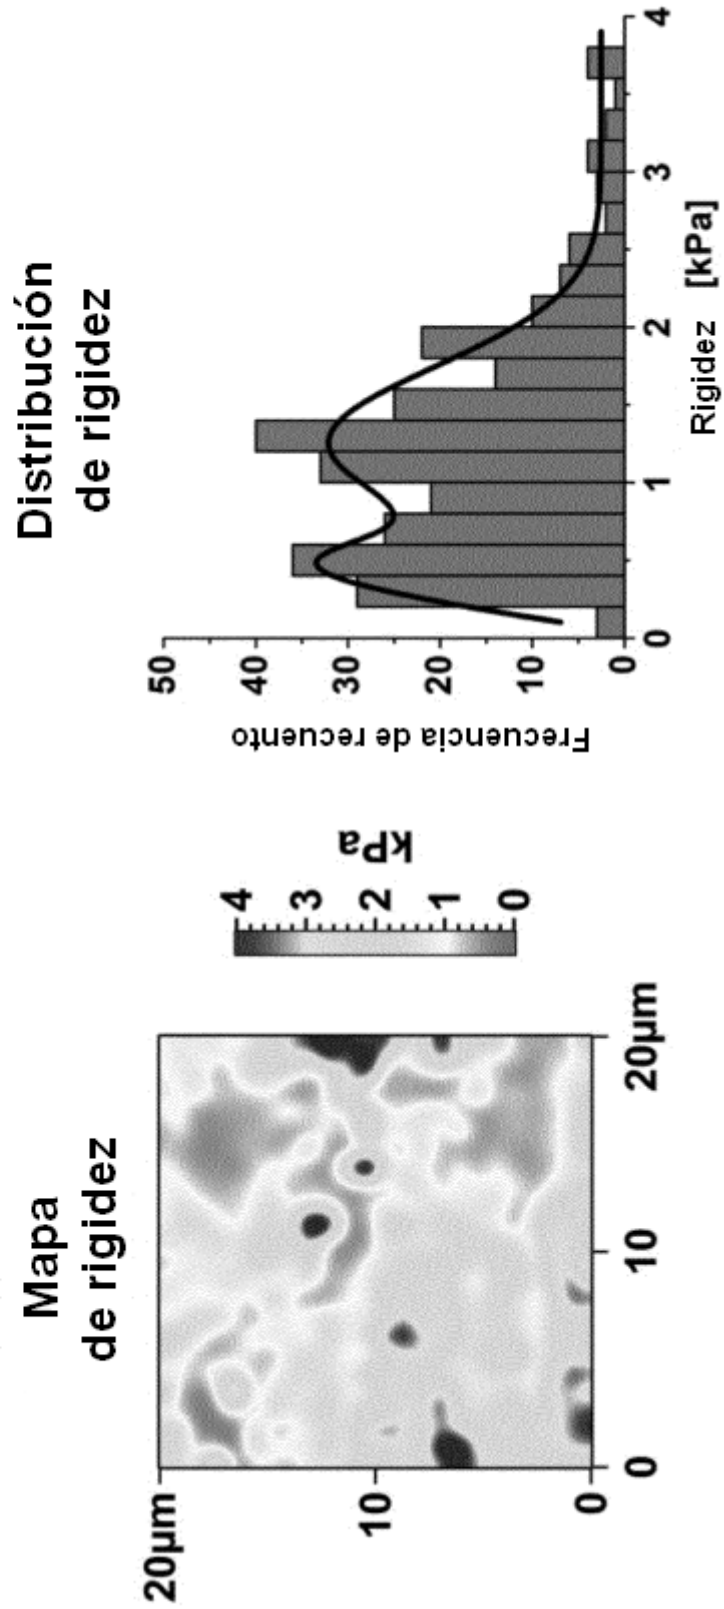 Mapa
de rigidez
20μm
10
0
0
10
20μm
kPa
4
3
2
1
0
Distribución
de rigidez
Frecuencia de recuento
50
40
30
20
10
0
0
1
2
3
4
Rigidez [kPa]